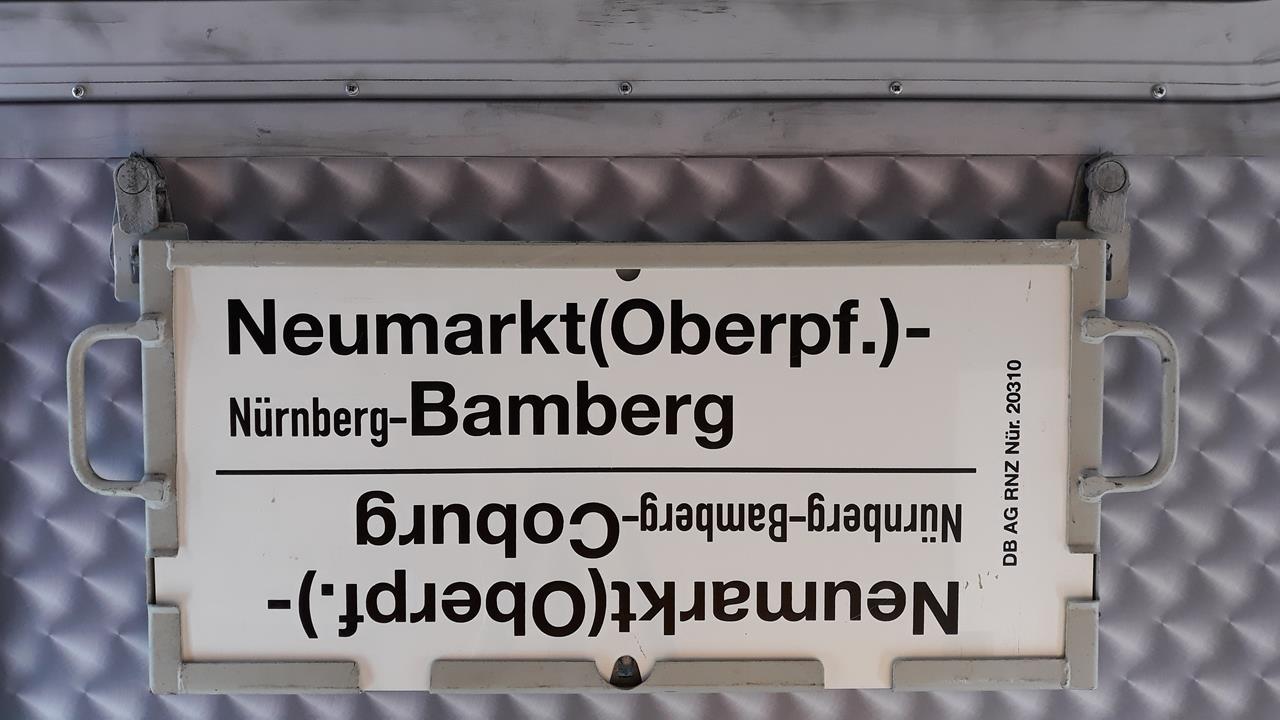 Neumarkt(Oberpf.)-
Nürnberg-Bamberg
Neumarkt(Oberpf.)-
Nürnberg-Bamberg-Coburg
DB AG RNZ Nür. 20310